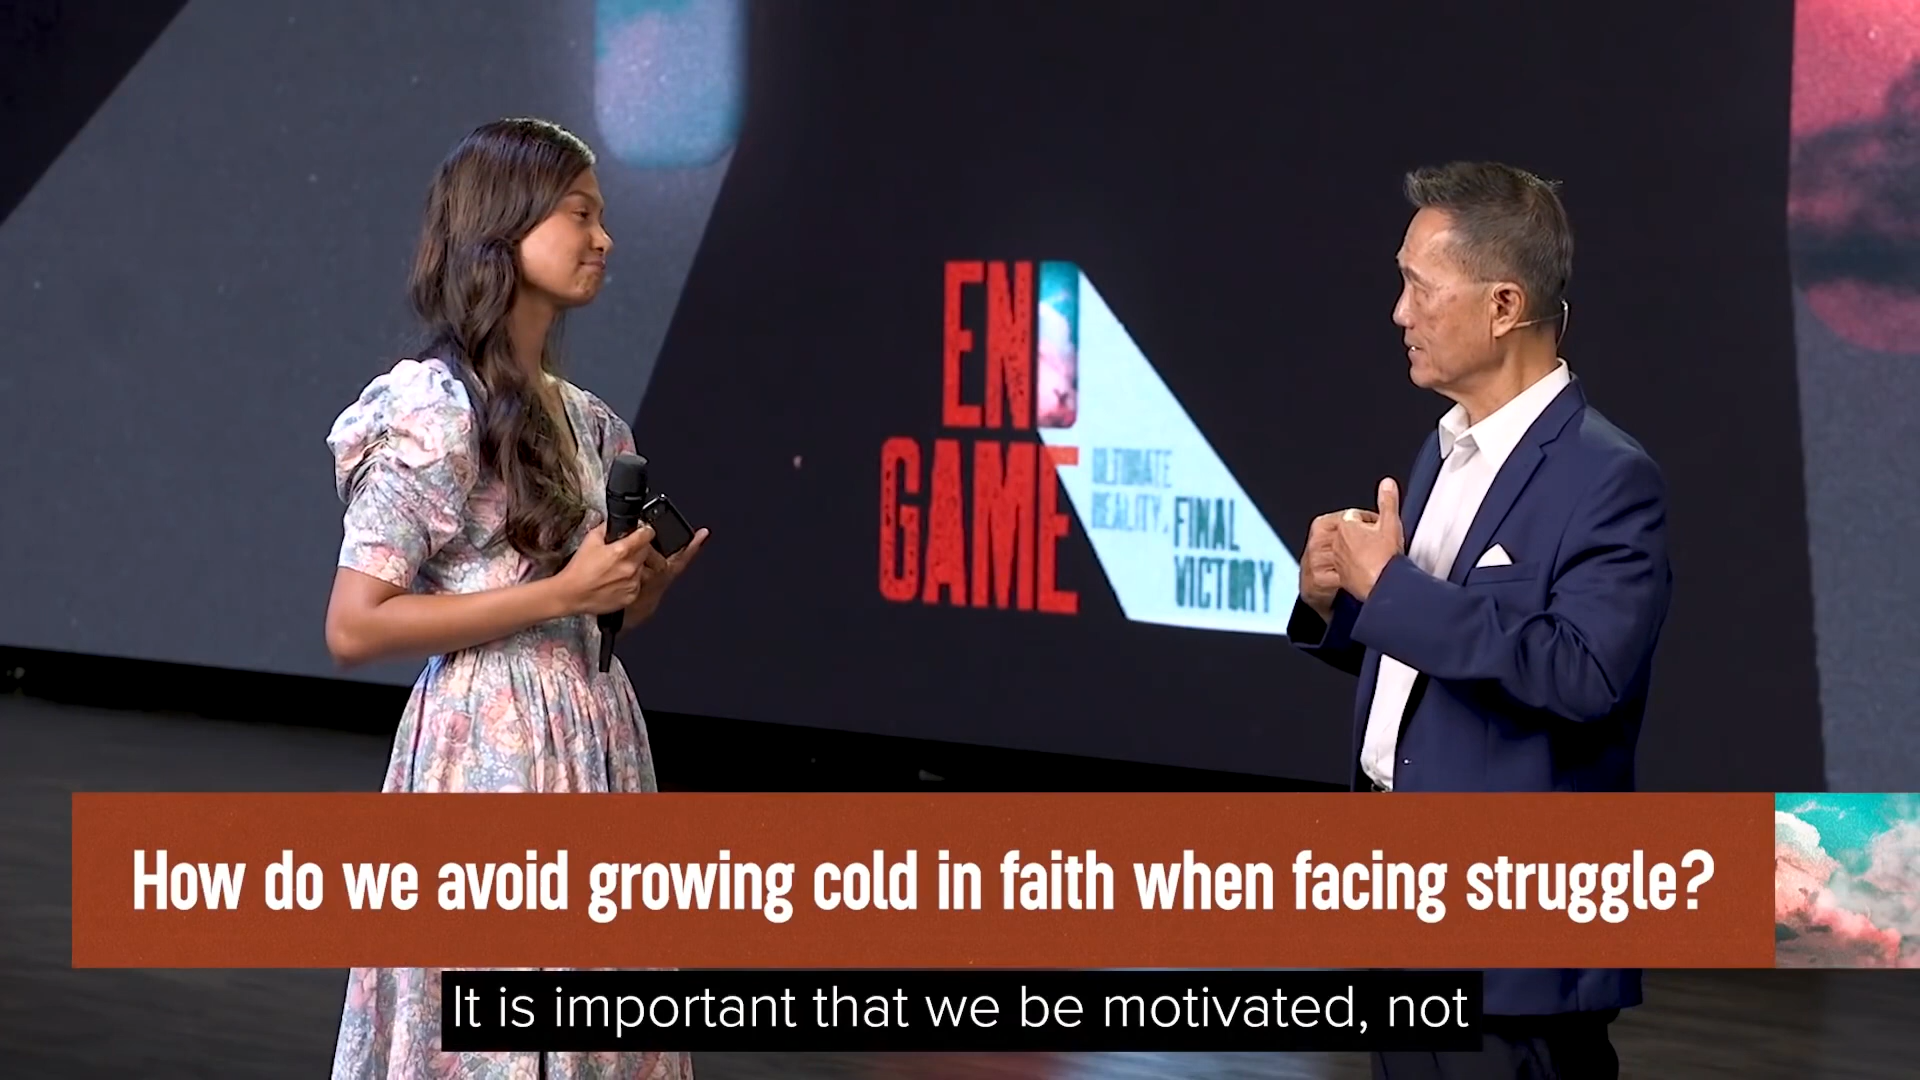 END
GAME
ULTIMATE
REALITY.
FINAL
VICTORY
How do we avoid growing cold in faith when facing struggle?
It is important that we be motivated, not